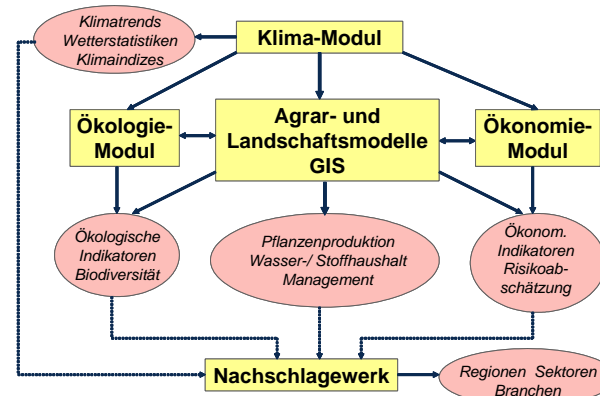 Klimatrends
Wetterstatistiken
Klimaindizes
Klima-Modul
Ökologie-
Modul
Agrar- und
Landschaftsmodelle
GIS
Ökonomie-
Modul
Ökologische
Indikatoren
Biodiversität
Pflanzenproduktion
Wasser-/ Stoffhaushalt
Management
Ökonom.
Indikatoren
Risikoab-
schätzung
Nachschlagewerk
Regionen Sektoren
Branchen